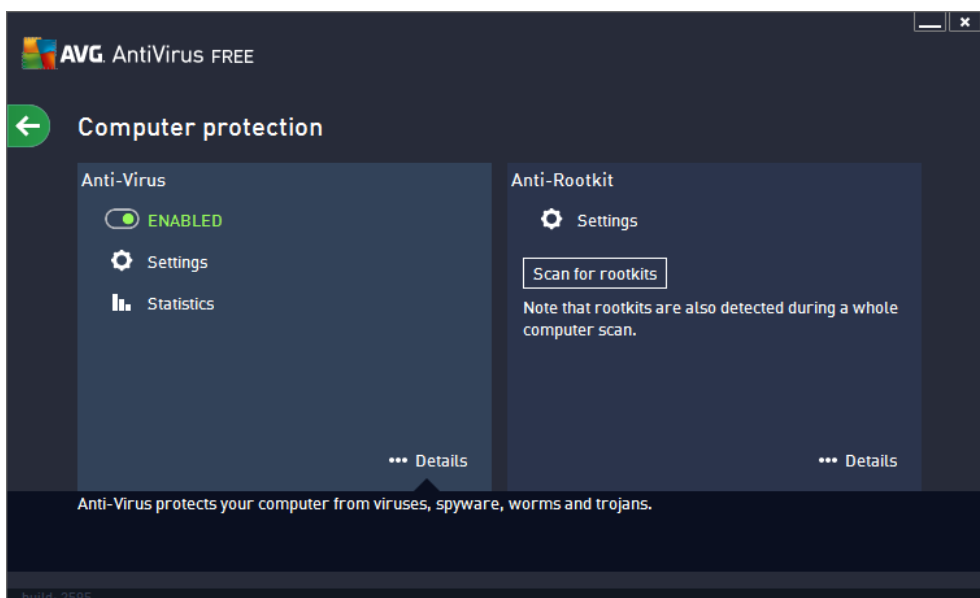 AVG. AntiVirus FREE
Computer protection
Anti-Virus
ENABLED
Settings
Statistics
Details
Anti-Rootkit
Settings
Scan for rootkits
Note that rootkits are also detected during a whole
computer scan.
Details
Anti-Virus protects your computer from viruses, spyware, worms and trojans.
build 3595